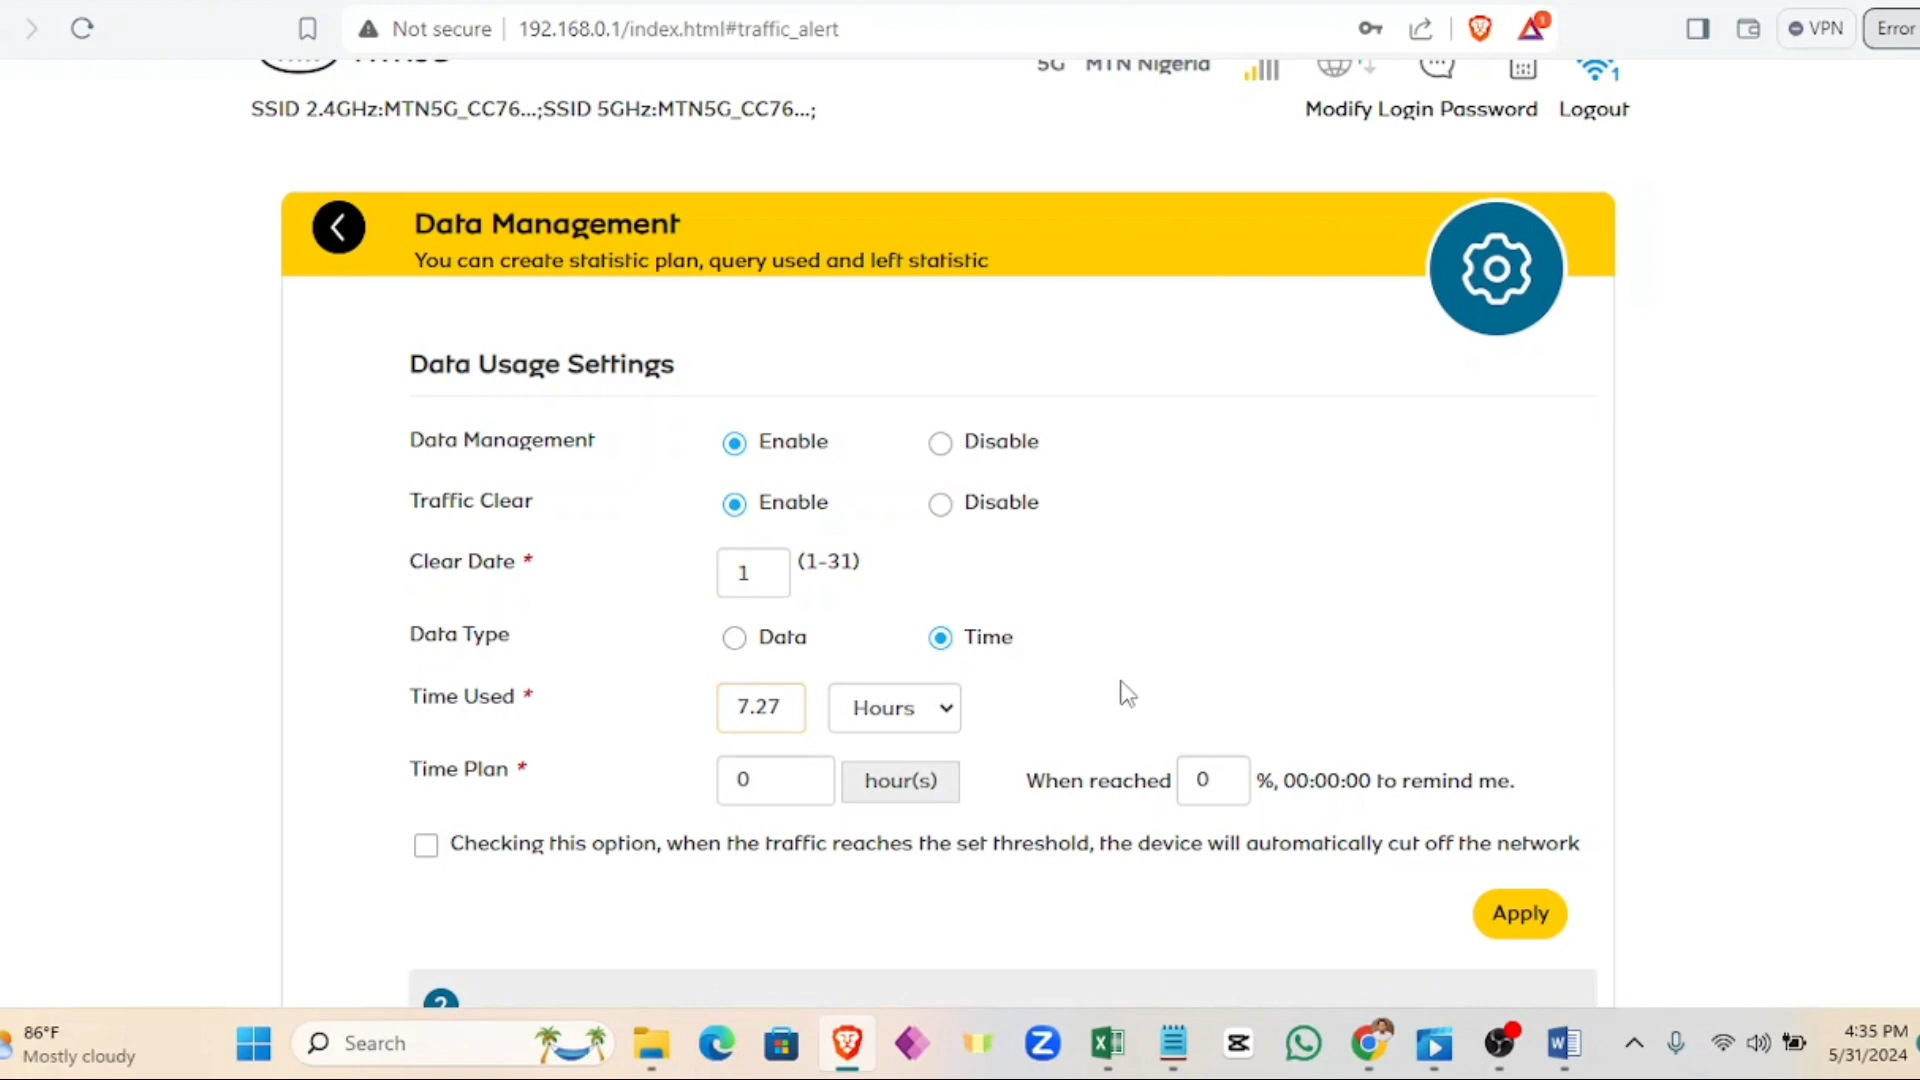 Not secure 192.168.0.1/index.html#traffic_alert VPN Error
5G MTN Nigeria 1
SSID 2.4GHz:MTN5G_CC76...;SSID 5GHz:MTN5G_CC76...; Modify Login Password Logout
Data Management
You can create statistic plan, query used and left statistic
Data Usage Settings
Data Management Enable Disable
Traffic Clear Enable Disable
Clear Date * 1 (1-31)
Data Type Data Time
Time Used * 7.27 Hours
Time Plan * 0 hour(s) When reached 0 %, 00:00:00 to remind me.
Checking this option, when the traffic reaches the set threshold, the device will automatically cut off the network
Apply
?
86°F
Mostly cloudy
Search
4:35 PM
5/31/2024